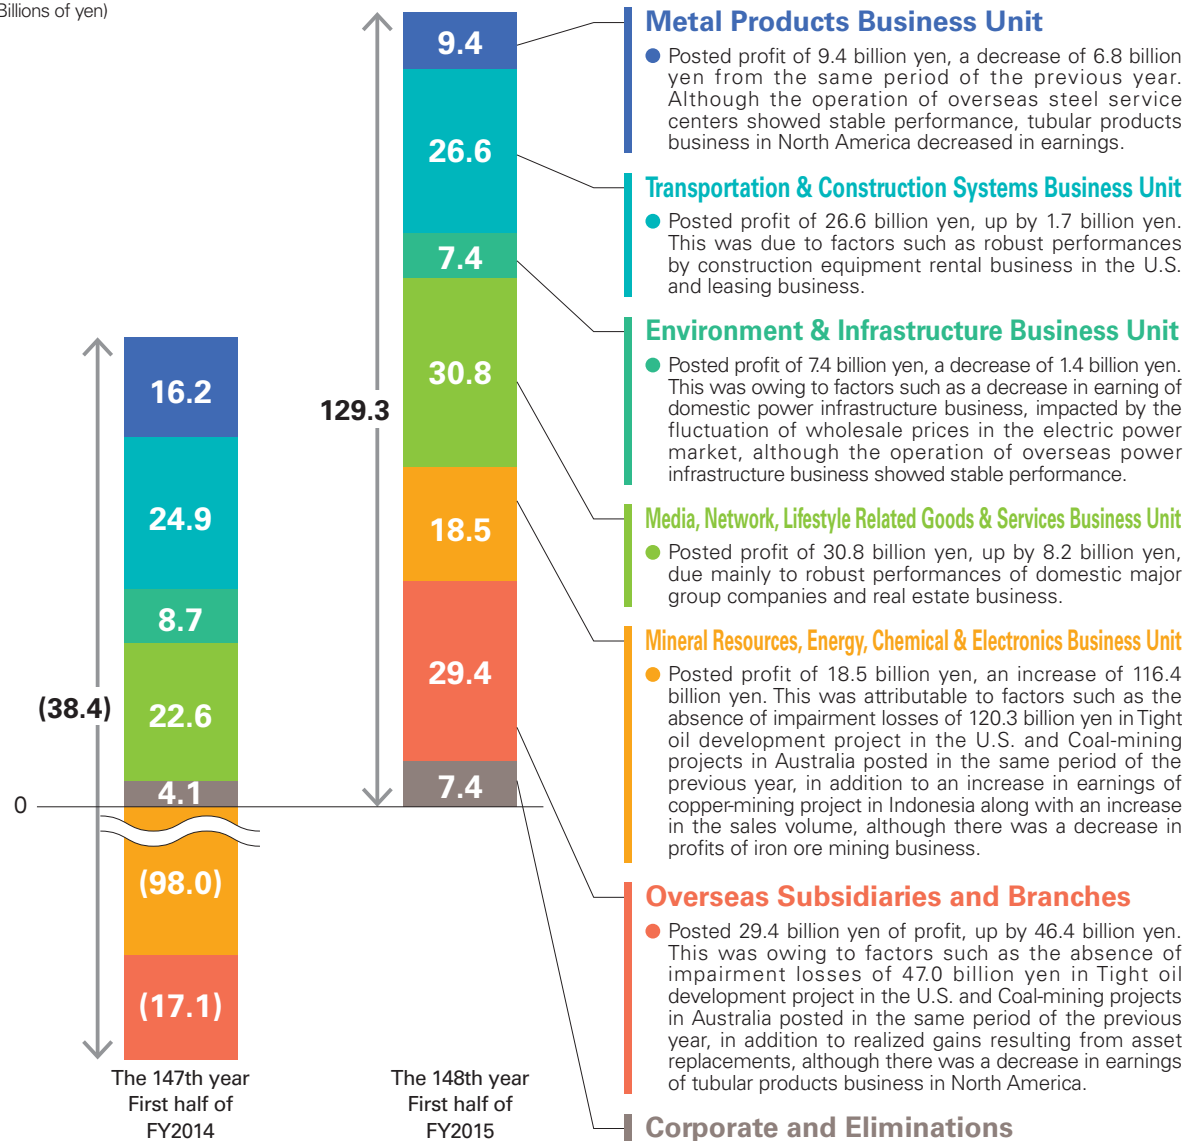 Billions of yen)
129.3
9.4
26.6
7.4
30.8
18.5
29.4
7.4
(38.4)
16.2
24.9
8.7
22.6
4.1
0
(98.0)
(17.1)
The 147th year
First half of
FY2014
The 148th year
First half of
FY2015
Metal Products Business Unit
● Posted profit of 9.4 billion yen, a decrease of 6.8 billion
yen from the same period of the previous year.
Although the operation of overseas steel service
centers showed stable performance, tubular products
business in North America decreased in earnings.
Transportation & Construction Systems Business Unit
● Posted profit of 26.6 billion yen, up by 1.7 billion yen.
This was due to factors such as robust performances
by construction equipment rental business in the U.S.
and leasing business.
Environment & Infrastructure Business Unit
● Posted profit of 7.4 billion yen, a decrease of 1.4 billion yen.
This was owing to factors such as a decrease in earning of
domestic power infrastructure business, impacted by the
fluctuation of wholesale prices in the electric power
market, although the operation of overseas power
infrastructure business showed stable performance.
Media, Network, Lifestyle Related Goods & Services Business Unit
● Posted profit of 30.8 billion yen, up by 8.2 billion yen,
due mainly to robust performances of domestic major
group companies and real estate business.
Mineral Resources, Energy, Chemical & Electronics Business Unit
● Posted profit of 18.5 billion yen, an increase of 116.4
billion yen. This was attributable to factors such as the
absence of impairment losses of 120.3 billion yen in Tight
oil development project in the U.S. and Coal-mining
projects in Australia posted in the same period of the
previous year, in addition to an increase in earnings of
copper-mining project in Indonesia along with an increase
in the sales volume, although there was a decrease in
profits of iron ore mining business.
Overseas Subsidiaries and Branches
● Posted 29.4 billion yen of profit, up by 46.4 billion yen.
This was owing to factors such as the absence of
impairment losses of 47.0 billion yen in Tight oil
development project in the U.S. and Coal-mining projects
in Australia posted in the same period of the previous
year, in addition to realized gains resulting from asset
replacements, although there was a decrease in earnings
of tubular products business in North America.
Corporate and Eliminations